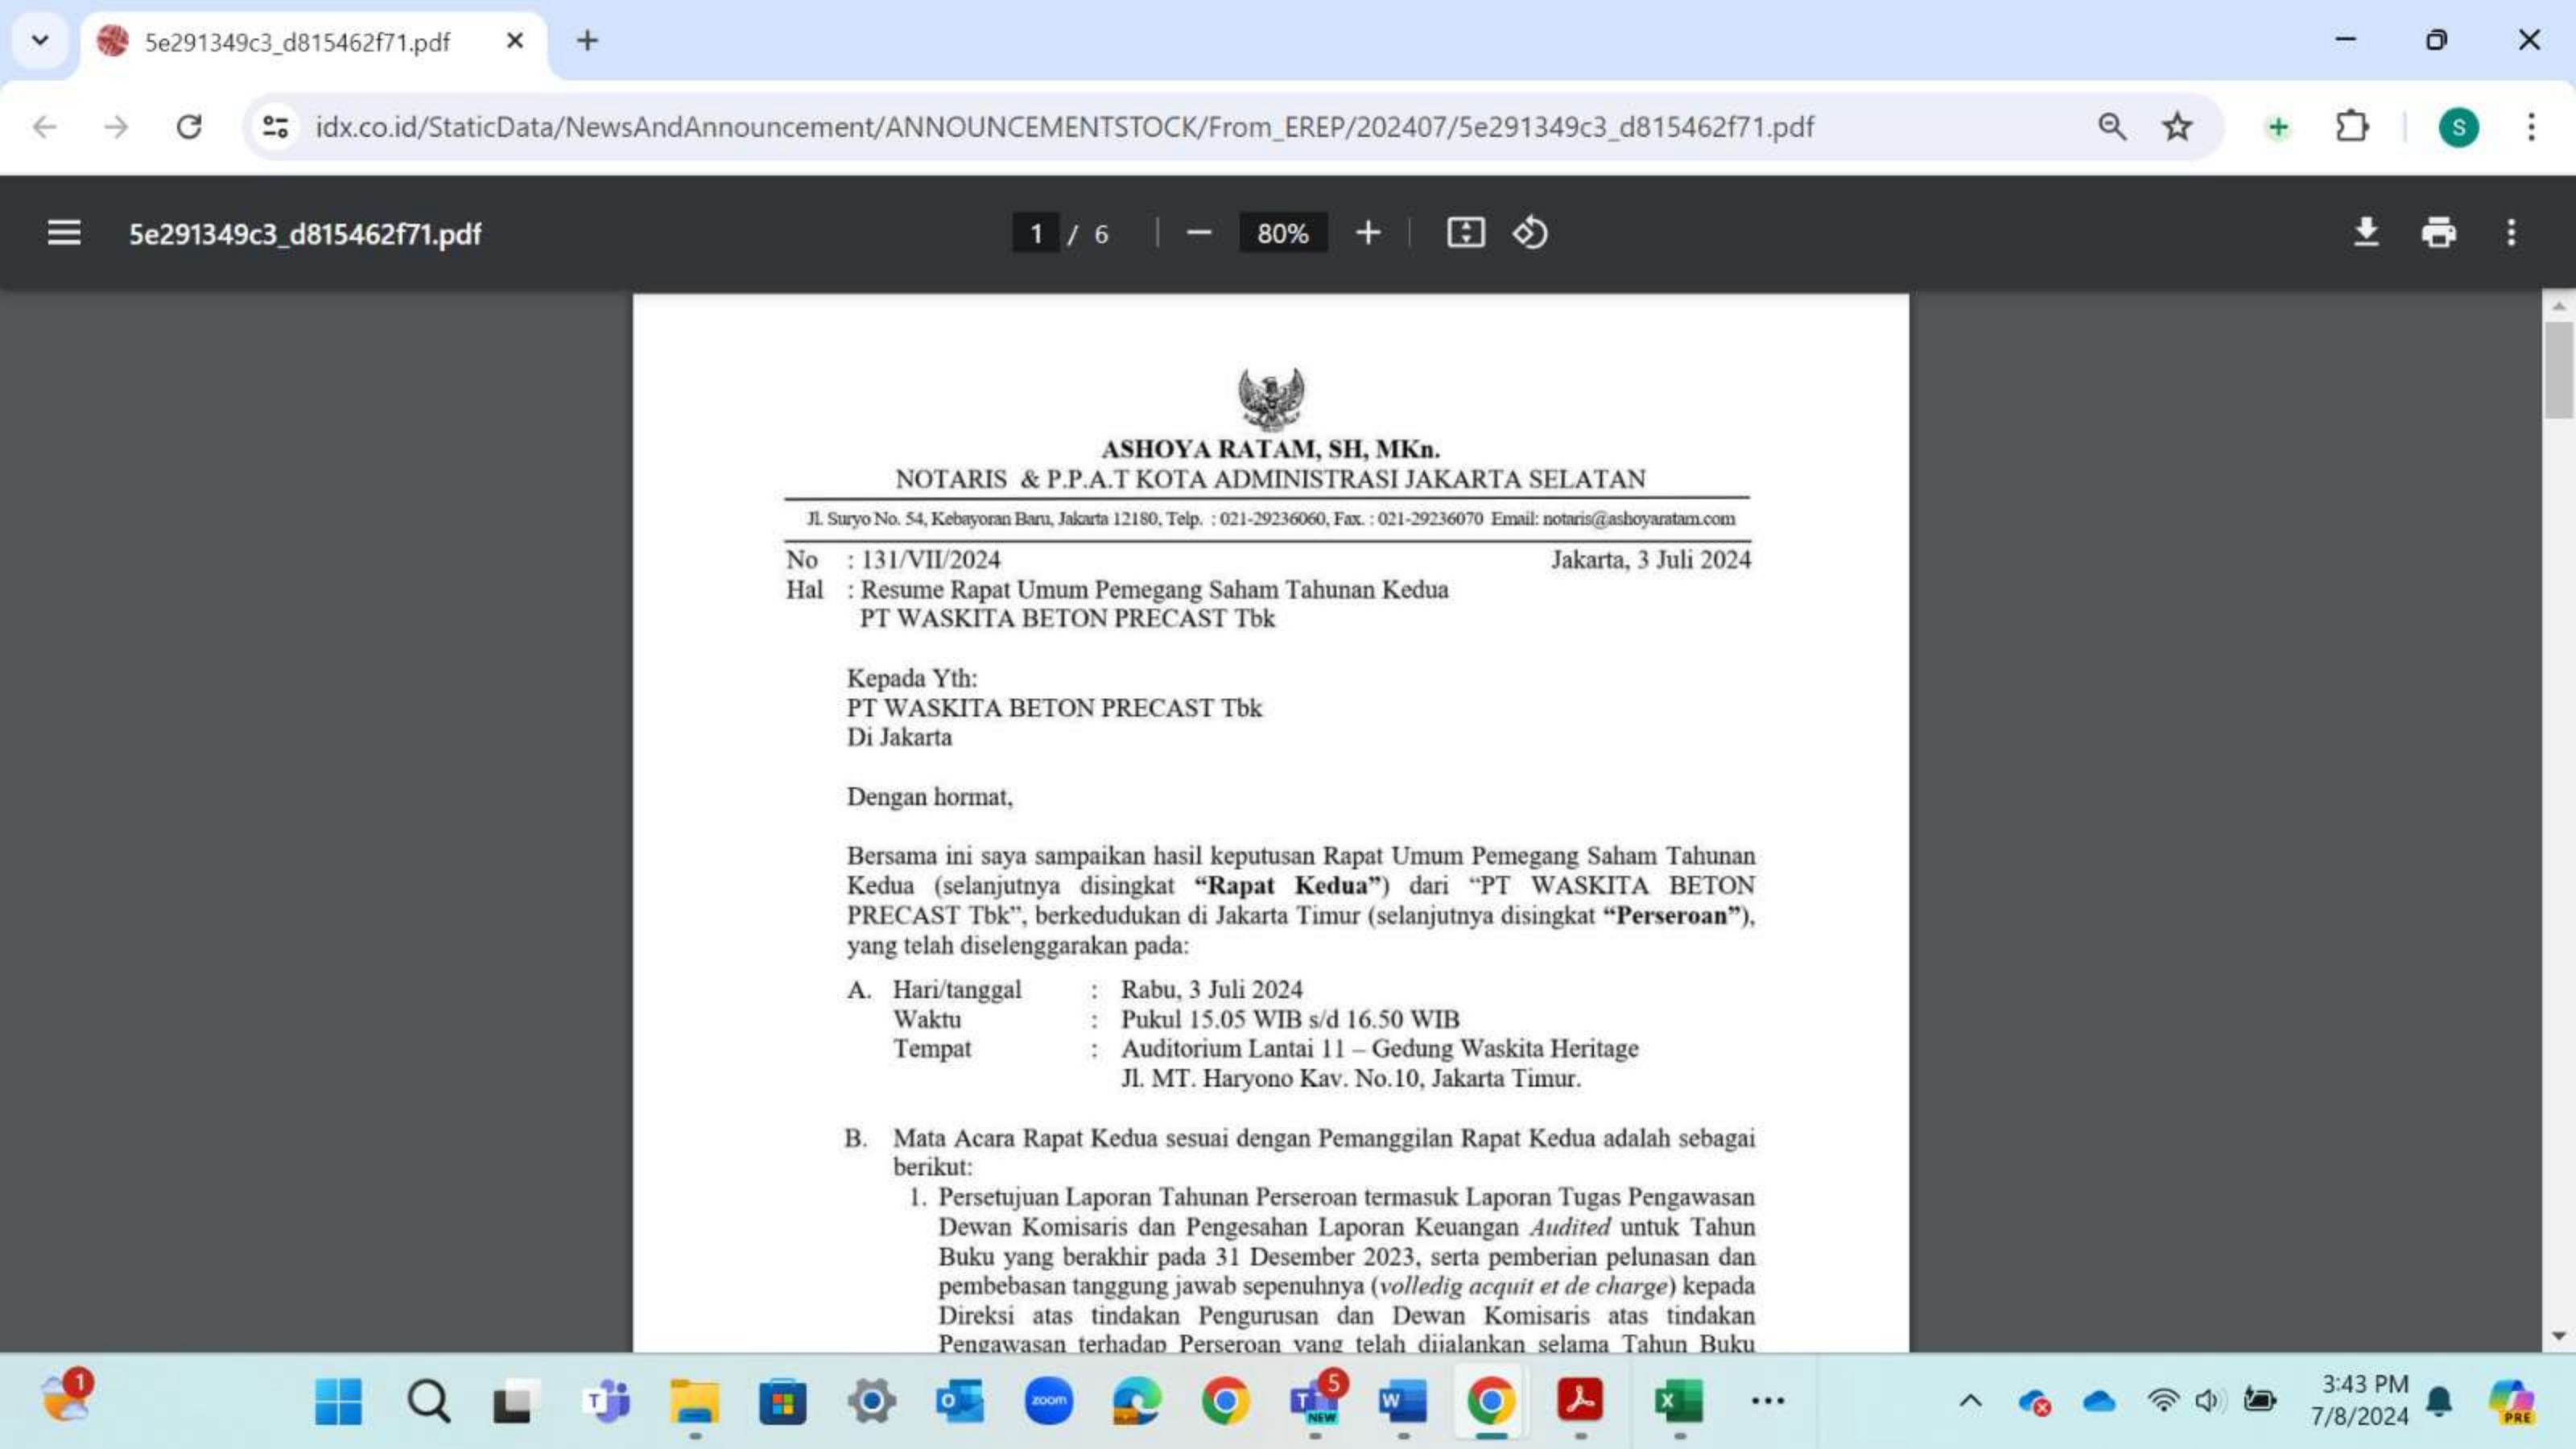 5e291349c3_d815462f71.pdf
idx.co.id/StaticData/NewsAndAnnouncement/ANNOUNCEMENTSTOCK/From_EREP/202407/5e291349c3_d815462f71.pdf
S
5e291349c3_d815462f71.pdf
1 / 6
80%
ASHOYA RATAM, SH, MKn.
NOTARIS & P.P.A.T KOTA ADMINISTRASI JAKARTA SELATAN
Jl. Suryo No. 54, Kebayoran Baru, Jakarta 12180, Telp. : 021-29236060, Fax. : 021-29236070 Email: notaris@ashoyaratam.com
No : 131/VII/2024 Jakarta, 3 Juli 2024
Hal : Resume Rapat Umum Pemegang Saham Tahunan Kedua
PT WASKITA BETON PRECAST Tbk
Kepada Yth:
PT WASKITA BETON PRECAST Tbk
Di Jakarta
Dengan hormat,
Bersama ini saya sampaikan hasil keputusan Rapat Umum Pemegang Saham Tahunan
Kedua (selanjutnya disingkat “Rapat Kedua”) dari “PT WASKITA BETON
PRECAST Tbk”, berkedudukan di Jakarta Timur (selanjutnya disingkat “Perseroan”),
yang telah diselenggarakan pada:
A. Hari/tanggal : Rabu, 3 Juli 2024
Waktu : Pukul 15.05 WIB s/d 16.50 WIB
Tempat : Auditorium Lantai 11 – Gedung Waskita Heritage
Jl. MT. Haryono Kav. No.10, Jakarta Timur.
B. Mata Acara Rapat Kedua sesuai dengan Pemanggilan Rapat Kedua adalah sebagai
berikut:
1. Persetujuan Laporan Tahunan Perseroan termasuk Laporan Tugas Pengawasan
Dewan Komisaris dan Pengesahan Laporan Keuangan Audited untuk Tahun
Buku yang berakhir pada 31 Desember 2023, serta pemberian pelunasan dan
pembebasan tanggung jawab sepenuhnya (volledig acquit et de charge) kepada
Direksi atas tindakan Pengurusan dan Dewan Komisaris atas tindakan
Pengawasan terhadap Perseroan yang telah dijalankan selama Tahun Buku
1
zoom
5
NEW
PRE
3:43 PM
7/8/2024